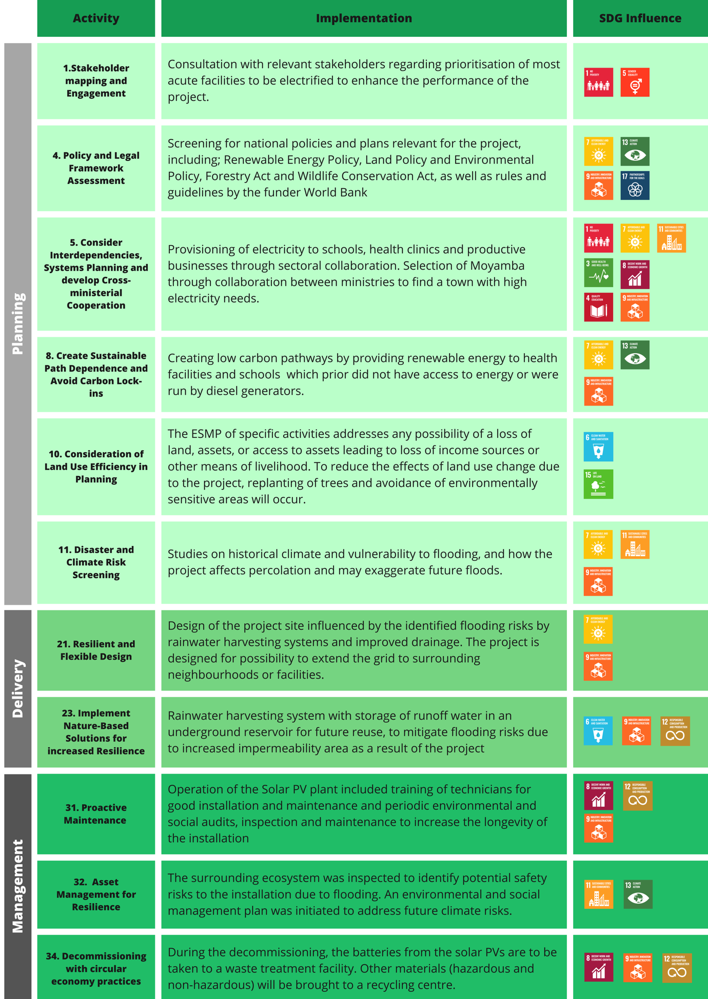 Activity
Implementation
SDG Influence
Planning
1.Stakeholder
mapping and
Engagement
Consultation with relevant stakeholders regarding prioritisation of most
acute facilities to be electrified to enhance the performance of the
project.
1 NO
POVERTY
5 GENDER
EQUALITY
4. Policy and Legal
Framework
Assessment
Screening for national policies and plans relevant for the project,
including; Renewable Energy Policy, Land Policy and Environmental
Policy, Forestry Act and Wildlife Conservation Act, as well as rules and
guidelines by the funder World Bank
7 AFFORDABLE AND
CLEAN ENERGY
13 CLIMATE
ACTION
9 INDUSTRY, INNOVATION
AND INFRASTRUCTURE
17 PARTNERSHIPS
FOR THE GOALS
5. Consider
Interdependencies,
Systems Planning and
develop Cross-
ministerial
Cooperation
Provisioning of electricity to schools, health clinics and productive
businesses through sectoral collaboration. Selection of Moyamba
through collaboration between ministries to find a town with high
electricity needs.
1 NO
POVERTY
7 AFFORDABLE AND
CLEAN ENERGY
11 SUSTAINABLE CITIES
AND COMMUNITIES
3 GOOD HEALTH
AND WELL-BEING
8 DECENT WORK AND
ECONOMIC GROWTH
4 QUALITY
EDUCATION
9 INDUSTRY, INNOVATION
AND INFRASTRUCTURE
8. Create Sustainable
Path Dependence and
Avoid Carbon Lock-
ins
Creating low carbon pathways by providing renewable energy to health
facilities and schools which prior did not have access to energy or were
run by diesel generators.
7 AFFORDABLE AND
CLEAN ENERGY
13 CLIMATE
ACTION
9 INDUSTRY, INNOVATION
AND INFRASTRUCTURE
10. Consideration of
Land Use Efficiency in
Planning
The ESMP of specific activities addresses any possibility of a loss of
land, assets, or access to assets leading to loss of income sources or
other means of livelihood. To reduce the effects of land use change due
to the project, replanting of trees and avoidance of environmentally
sensitive areas will occur.
6 CLEAN WATER
AND SANITATION
15 LIFE
ON LAND
11. Disaster and
Climate Risk
Screening
Studies on historical climate and vulnerability to flooding, and how the
project affects percolation and may exaggerate future floods.
7 AFFORDABLE AND
CLEAN ENERGY
11 SUSTAINABLE CITIES
AND COMMUNITIES
9 INDUSTRY, INNOVATION
AND INFRASTRUCTURE
Delivery
21. Resilient and
Flexible Design
Design of the project site influenced by the identified flooding risks by
rainwater harvesting systems and improved drainage. The project is
designed for possibility to extend the grid to surrounding
neighbourhoods or facilities.
7 AFFORDABLE AND
CLEAN ENERGY
9 INDUSTRY, INNOVATION
AND INFRASTRUCTURE
23. Implement
Nature-Based
Solutions for
increased Resilience
Rainwater harvesting system with storage of runoff water in an
underground reservoir for future reuse, to mitigate flooding risks due
to increased impermeability area as a result of the project
6 CLEAN WATER
AND SANITATION
9 INDUSTRY, INNOVATION
AND INFRASTRUCTURE
12 RESPONSIBLE
CONSUMPTION
AND PRODUCTION
Management
31. Proactive
Maintenance
Operation of the Solar PV plant included training of technicians for
good installation and maintenance and periodic environmental and
social audits, inspection and maintenance to increase the longevity of
the installation
8 DECENT WORK AND
ECONOMIC GROWTH
12 RESPONSIBLE
CONSUMPTION
AND PRODUCTION
9 INDUSTRY, INNOVATION
AND INFRASTRUCTURE
32. Asset
Management for
Resilience
The surrounding ecosystem was inspected to identify potential safety
risks to the installation due to flooding. An environmental and social
management plan was initiated to address future climate risks.
11 SUSTAINABLE CITIES
AND COMMUNITIES
13 CLIMATE
ACTION
34. Decommissioning
with circular
economy practices
During the decommissioning, the batteries from the solar PVs are to be
taken to a waste treatment facility. Other materials (hazardous and
non-hazardous) will be brought to a recycling centre.
8 DECENT WORK AND
ECONOMIC GROWTH
9 INDUSTRY, INNOVATION
AND INFRASTRUCTURE
12 RESPONSIBLE
CONSUMPTION
AND PRODUCTION